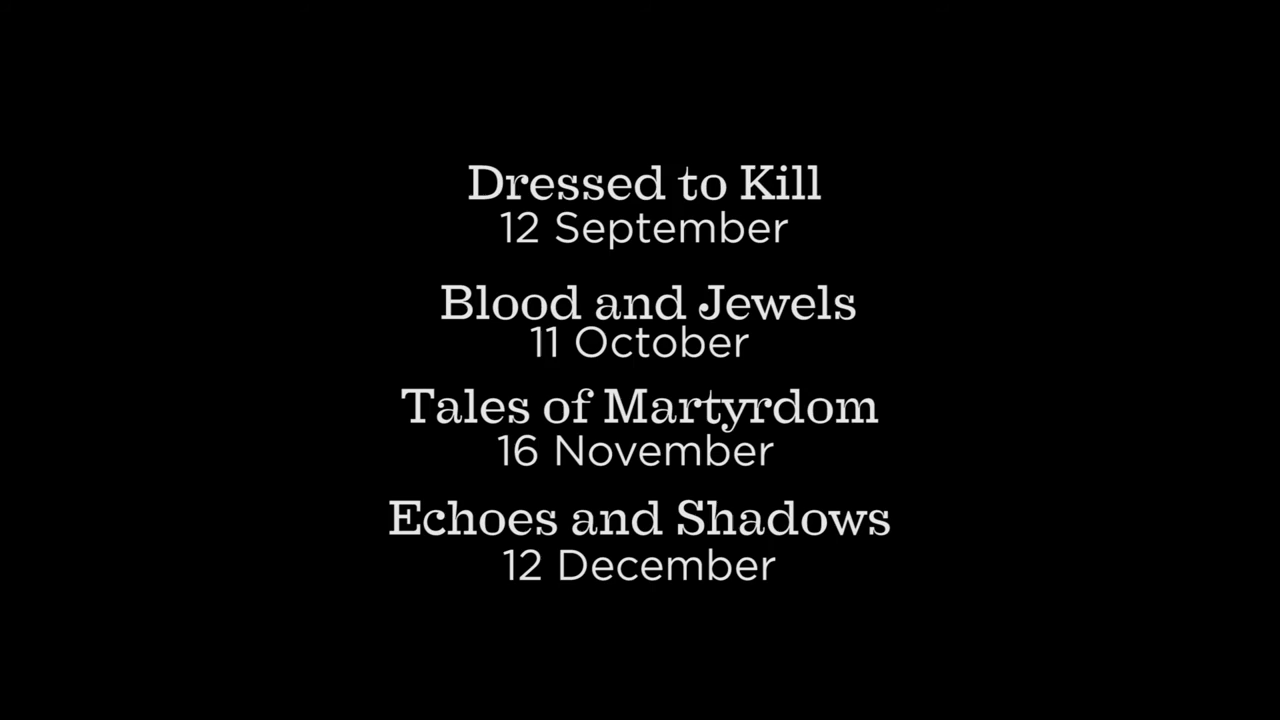 Dressed to Kill
12 September
Blood and Jewels
11 October
Tales of Martyrdom
16 November
Echoes and Shadows
12 December